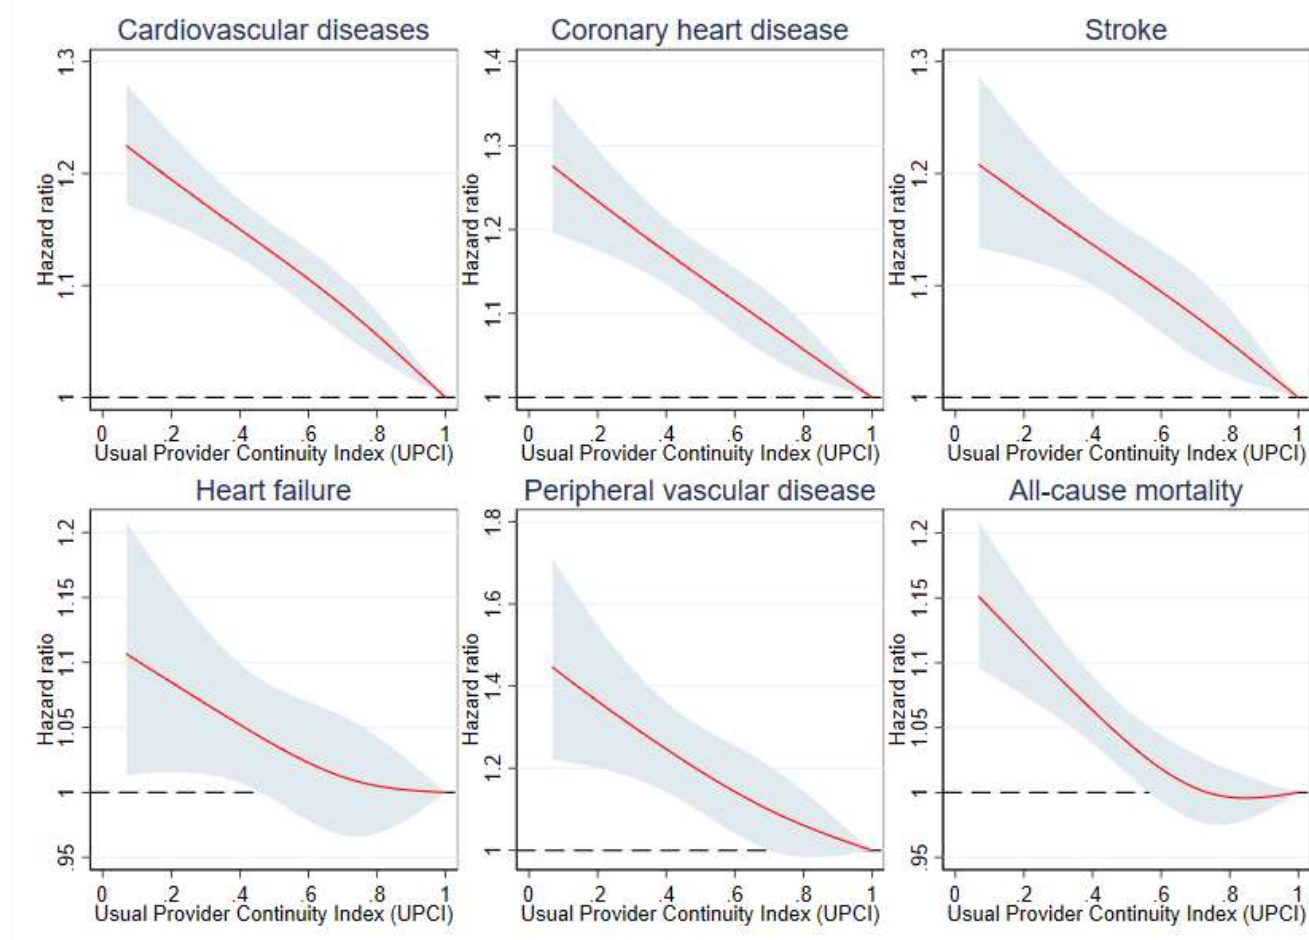 Cardiovascular diseases
Hazard ratio
1 1.1 1.2 1.3
0 .2 .4 .6 .8 1
Usual Provider Continuity Index (UPCI)
Coronary heart disease
Hazard ratio
1 1.1 1.2 1.3 1.4
0 .2 .4 .6 .8 1
Usual Provider Continuity Index (UPCI)
Stroke
Hazard ratio
1 1.1 1.2 1.3
0 .2 .4 .6 .8 1
Usual Provider Continuity Index (UPCI)
Heart failure
Hazard ratio
.95 1 1.05 1.1 1.15 1.2
0 .2 .4 .6 .8 1
Usual Provider Continuity Index (UPCI)
Peripheral vascular disease
Hazard ratio
1 1.2 1.4 1.6 1.8
0 .2 .4 .6 .8 1
Usual Provider Continuity Index (UPCI)
All-cause mortality
Hazard ratio
.95 1 1.05 1.1 1.15 1.2
0 .2 .4 .6 .8 1
Usual Provider Continuity Index (UPCI)